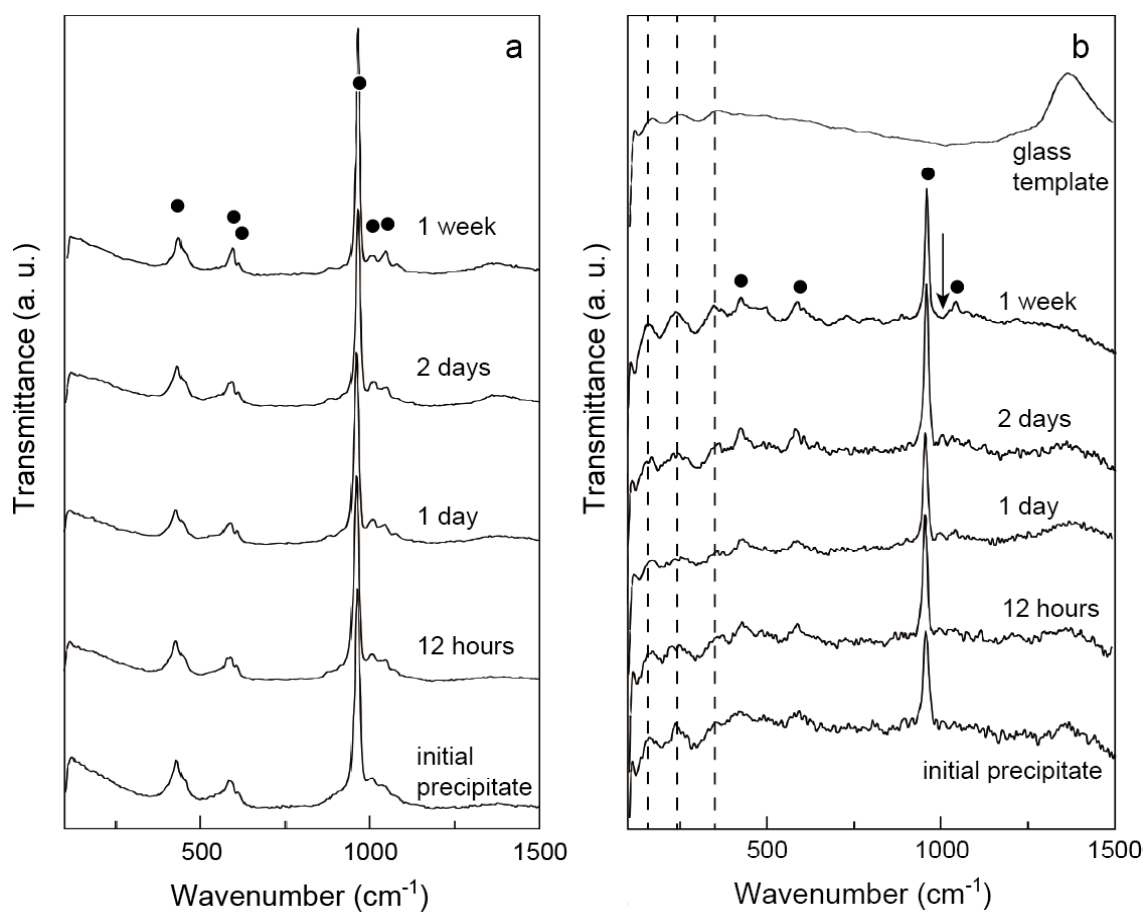 a
1 week
2 days
1 day
12 hours
initial
precipitate
500
1000
1500
Wavenumber (cm-1)
Transmittance (a. u.)
b
glass
template
1 week
2 days
1 day
12 hours
initial precipitate
500
1000
1500
Wavenumber (cm-1)
Transmittance (a. u.)